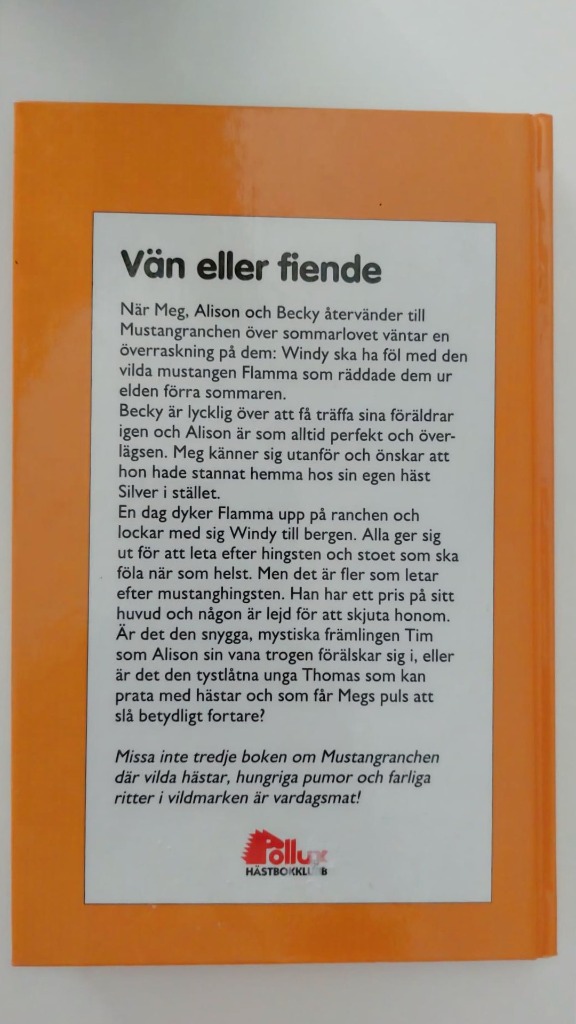 Vän eller fiende
När Meg, Alison och Becky återvänder till
Mustangranchen över sommarlovet väntar en
överraskning på dem: Windy ska ha föl med den
vilda mustangen Flamma som räddade dem ur
elden förra sommaren.
Becky är lycklig över att få träffa sina föräldrar
igen och Alison är som alltid perfekt och över-
lägsen. Meg känner sig utanför och önskar att
hon hade stannat hemma hos sin egen häst
Silver i stället.
En dag dyker Flamma upp på ranchen och
lockar med sig Windy till bergen. Alla ger sig
ut för att leta efter hingsten och stoet som ska
föla när som helst. Men det är fler som letar
efter mustanghingsten. Han har ett pris på sitt
huvud och någon är lejd för att skjuta honom.
Är det den snygga, mystiska främlingen Tim
som Alison sin vana trogen förälskar sig i, eller
är det den tystlåtna unga Thomas som kan
prata med hästar och som får Megs puls att
slå betydligt fortare?
Missa inte tredje boken om Mustangranchen
där vilda hästar, hungriga pumor och farliga
ritter i vildmarken är vardagsmat!
Pollux
HÄSTBOKKLUBB